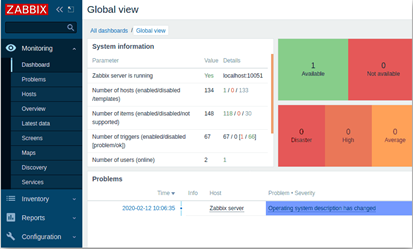 ZABBIX
Global view
All dashboards / Global view
Monitoring
Dashboard
Problems
Hosts
Overview
Latest data
Screens
Maps
Discovery
Services
Inventory
Reports
Configuration
System information
Parameter Value Details
Zabbix server is running Yes localhost:10051
Number of hosts (enabled/disabled
/templates) 134 1 / 0 / 133
Number of items (enabled/disabled/not
supported) 148 118 / 0 / 30
Number of triggers (enabled/disabled
[problem/ok]) 67 67 / 0 [1 / 66]
Number of users (online) 2 1
1
Available
0
Not available
0
Disaster
0
High
0
Average
Problems
Time Info Host Problem • Severity
2020-02-12 10:06:35 Zabbix server Operating system description has changed